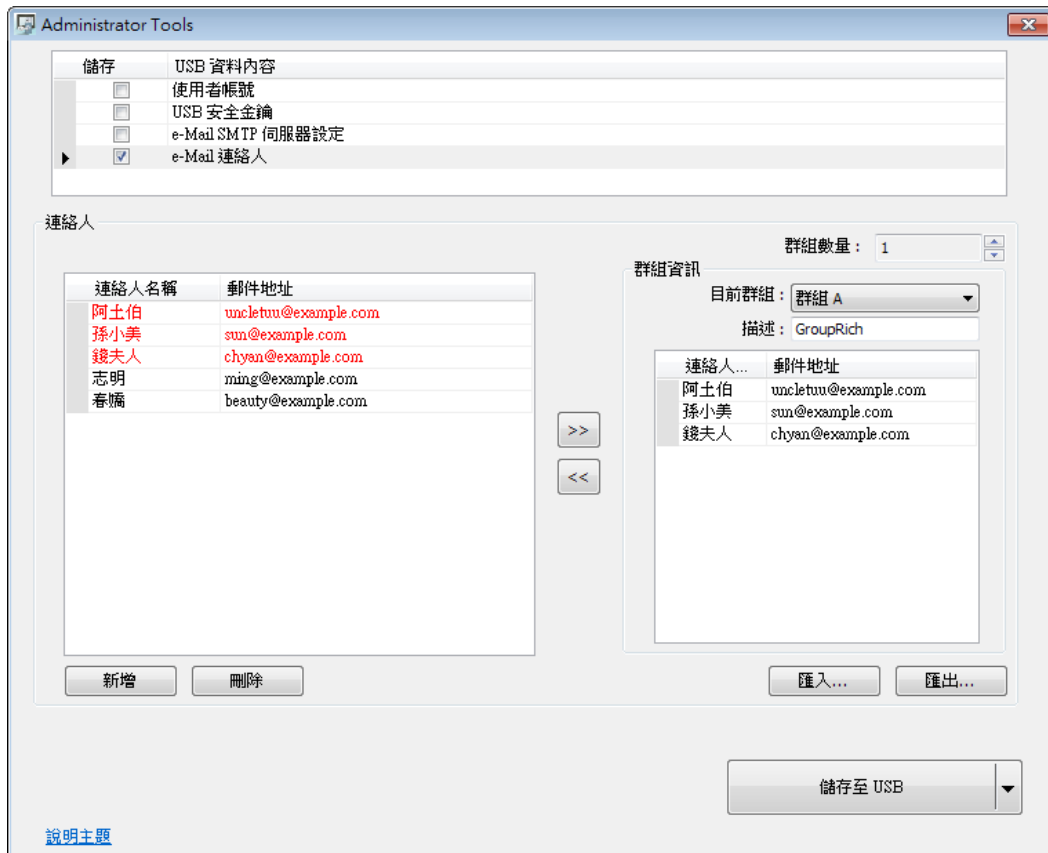 Administrator Tools
儲存 USB 資料內容
使用者帳號
USB 安全金鑰
e-Mail SMTP 伺服器設定
e-Mail 連絡人
連絡人
群組數量： 1
群組資訊
目前群組： 群組 A
描述： GroupRich
連絡人名稱 郵件地址
阿土伯 uncletuu@example.com
孫小美 sun@example.com
錢夫人 chyan@example.com
志明 ming@example.com
春嬌 beauty@example.com
>>
<<
連絡人... 郵件地址
阿土伯 uncletuu@example.com
孫小美 sun@example.com
錢夫人 chyan@example.com
新增 刪除 匯入... 匯出...
儲存至 USB
說明主題